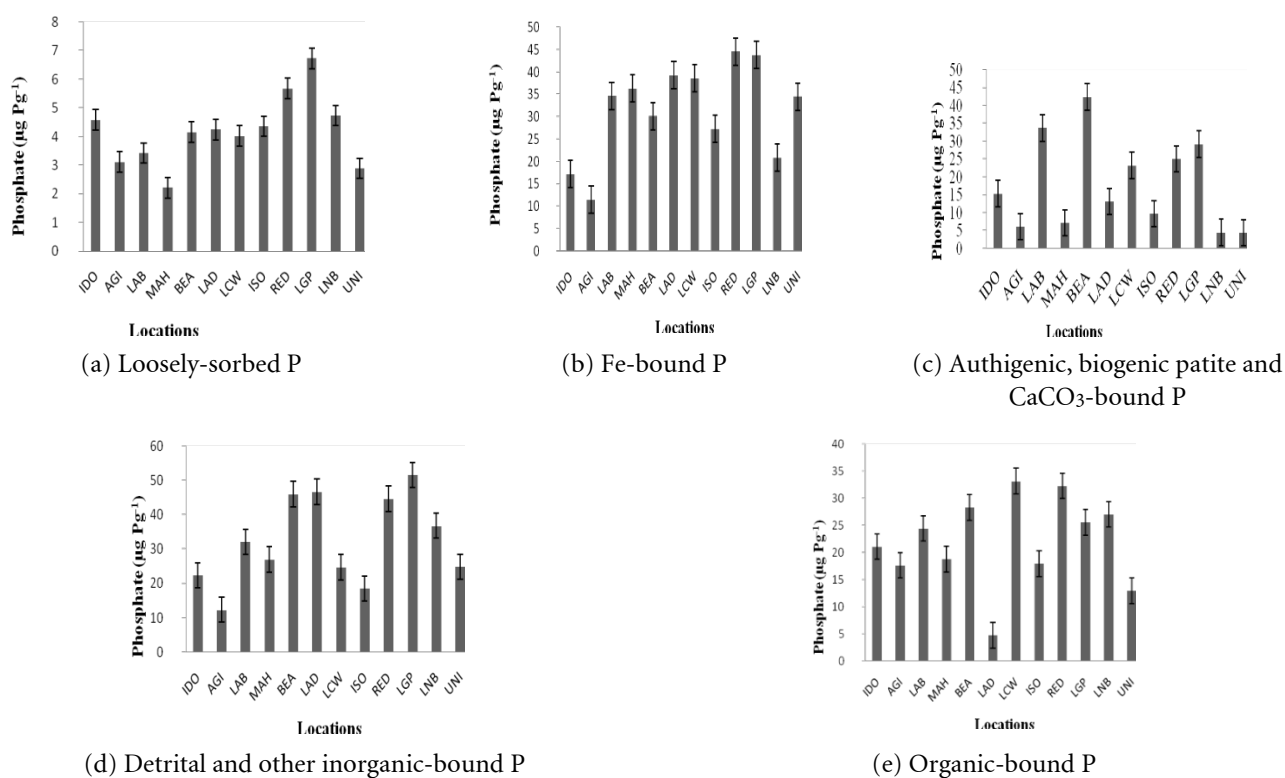 Phosphate (µg Pg⁻¹)
8
7
6
5
4
3
2
1
0
IDO AGI LAB MAH BEA LAD LCW ISO RED LGP LNB UNI
Locations
(a) Loosely-sorbed P
Phosphate (µg Pg⁻¹)
50
45
40
35
30
25
20
15
10
5
0
IDO AGI LAB MAH BEA LAD LCW ISO RED LGP LNB UNI
Locations
(b) Fe-bound P
Phosphate (µg Pg⁻¹)
50
45
40
35
30
25
20
15
10
5
0
IDO AGI LAB MAH BEA LAD LCW ISO RED LGP LNB UNI
Locations
(c) Authigenic, biogenic patite and
CaCO₃-bound P
Phosphate (µg Pg⁻¹)
60
50
40
30
20
10
0
IDO AGI LAB MAH BEA LAD LCW ISO RED LGP LNB UNI
Locations
(d) Detrital and other inorganic-bound P
Phosphate (µg Pg⁻¹)
40
35
30
25
20
15
10
5
0
IDO AGI LAB MAH BEA LAD LCW ISO RED LGP LNB UNI
Locations
(e) Organic-bound P